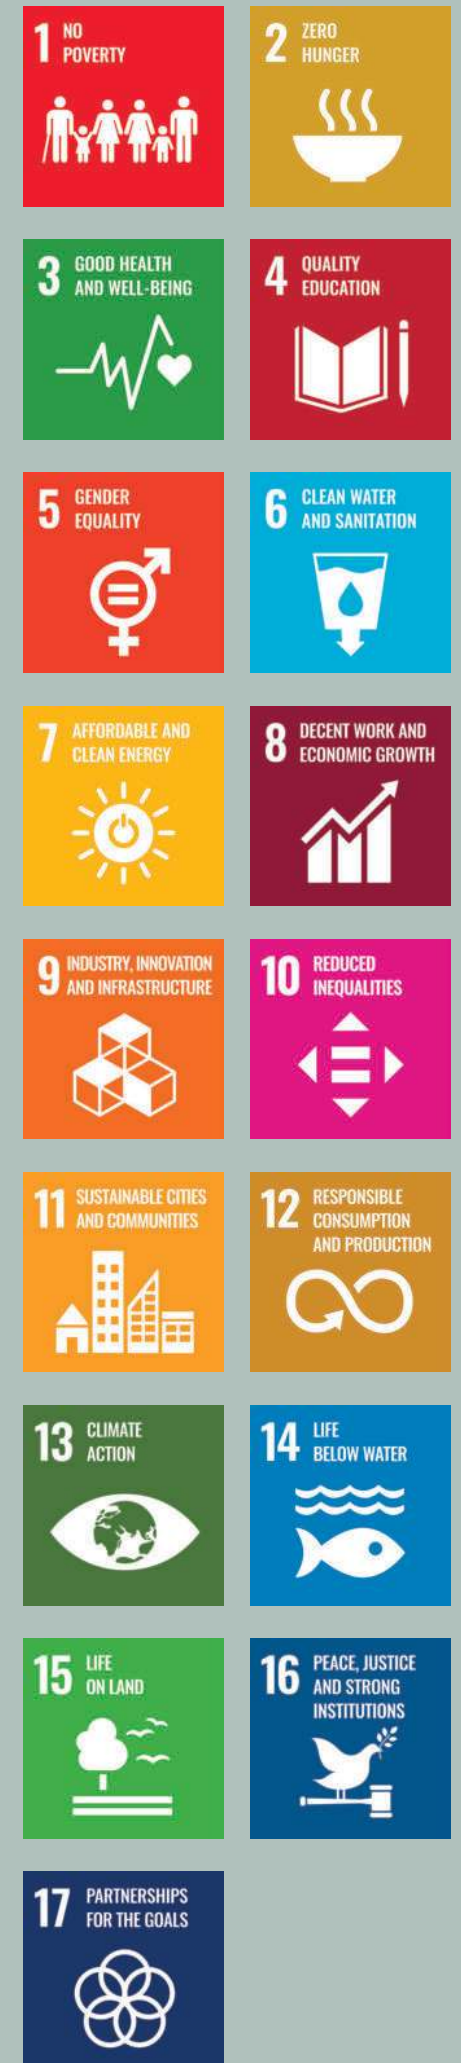 1 NO
POVERTY
2 ZERO
HUNGER
3 GOOD HEALTH
AND WELL-BEING
4 QUALITY
EDUCATION
5 GENDER
EQUALITY
6 CLEAN WATER
AND SANITATION
7 AFFORDABLE AND
CLEAN ENERGY
8 DECENT WORK AND
ECONOMIC GROWTH
9 INDUSTRY, INNOVATION
AND INFRASTRUCTURE
10 REDUCED
INEQUALITIES
11 SUSTAINABLE CITIES
AND COMMUNITIES
12 RESPONSIBLE
CONSUMPTION
AND PRODUCTION
13 CLIMATE
ACTION
14 LIFE
BELOW WATER
15 LIFE
ON LAND
16 PEACE, JUSTICE
AND STRONG
INSTITUTIONS
17 PARTNERSHIPS
FOR THE GOALS